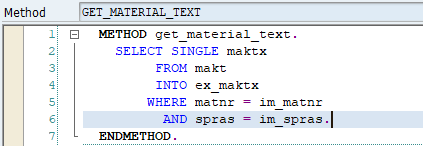 Method GET_MATERIAL_TEXT
1 METHOD get_material_text.
2 SELECT SINGLE maktx
3 FROM makt
4 INTO ex_maktx
5 WHERE matnr = im_matnr
6 AND spras = im_spras.
7 ENDMETHOD.